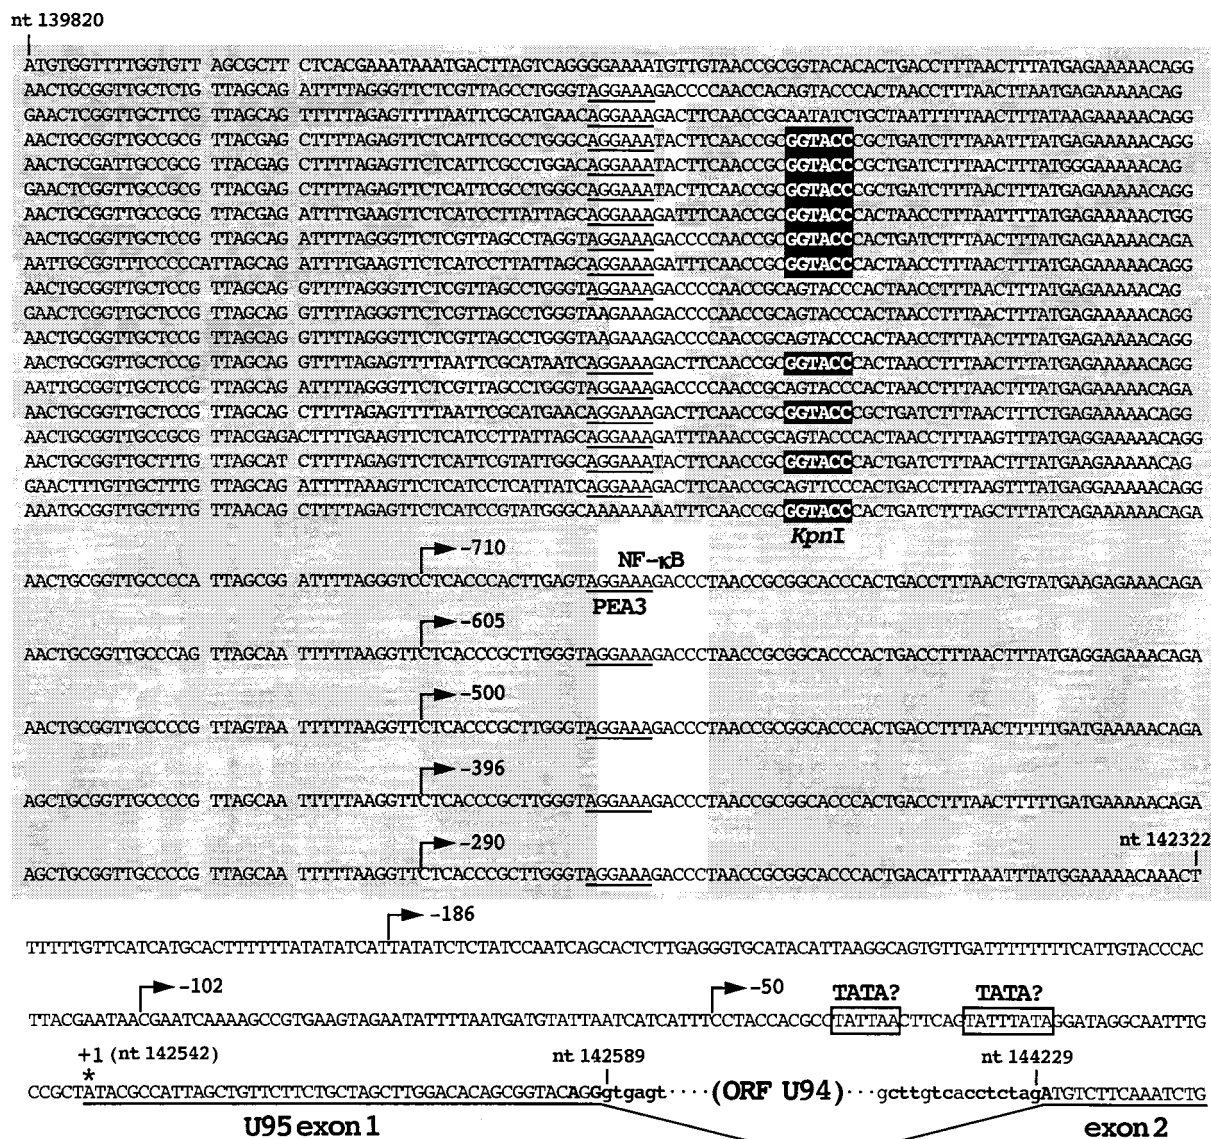 nt 139820
ATGTGGTTTTGGTGTT AGCGCTT CTCACGAAATAAATGACTTAGTCAGGGGAAAATGTTGTAACCGCGGTACACACTGACCTTTAACTTTATGAGAAAAACAGG
AACTGCGGTTGCTCTG TTAGCAG ATTTTAGGGTTCTCGTTAGCCTGGGTAGGAAAGACCCCAACCACAGTACCCACTAACCTTTAACTTAATGAGAAAAACAG
GAACTCGGTTGCTTCG TTAGCAG TTTTTAGAGTTTTAATTCGCATGAACAGGAAAGACTTCAACCGCAATATCTGCTAATTTTTAACTTTATAAGAAAAACAGG
AACTGCGGTTGCCGCG TTACGAG CTTTTAGAGTTCTCATTCGCCTGGGCAGGAAATACTTCAACCGCGGTACCCGCTGATCTTTAAATTTATGAGAAAAACAGG
AACTGCGATTGCCGCG TTACGAG CTTTTAGAGTTCTCATTCGCCTGGACAGGAAATACTTCAACCGCGGTACCCGCTGATCTTTAACTTTATGGGAAAAACAG
GAACTCGGTTGCCGCG TTACGAG CTTTTAGAGTTCTCATTCGCCTGGGCAGGAAATACTTCAACCGCGGTACCCGCTGATCTTTAACTTTATGAGAAAAACAGG
AACTGCGGTTGCCGCG TTACGAG ATTTTGAAGTTCTCATCCTTATTAGCAGGAAAGATTTCAACCGCGGTACCCACTAACCTTTAATTTTATGAGAAAAACTGG
AACTGCGGTTGCTCCG TTAGCAG ATTTTAGGGTTCTCGTTAGCCTAGGTAGGAAAGACCCCAACCGCGGTACCCACTGATCTTTAACTTTATGAGAAAAACAGA
AATTGCGGTTTCCCCCATTAGCAG ATTTTGAAGTTCTCATCCTTATTAGCAGGAAAGATTTCAACCGCGGTACCCACTAACCTTTAACTTTATGAGAAAAACAGG
AACTGCGGTTGCTCCG TTAGCAG GTTTTAGGGTTCTCGTTAGCCTGGGTAGGAAAGACCCCAACCGCAGTACCCACTAACCTTTAACTTTATGAGAAAAACAG
GAACTCGGTTGCTCCG TTAGCAG GTTTTAGGGTTCTCGTTAGCCTGGGTAAGAAAGACCCCAACCGCAGTACCCACTAACCTTTAACTTTATGAGAAAAACAGG
AACTGCGGTTGCTCCG TTAGCAG GTTTTAGGGTTCTCGTTAGCCTGGGTAAGAAAGACCCCAACCGCAGTACCCACTAACCTTTAACTTTATGAGAAAAACAGA
AACTGCGGTTGCTCCG TTAGCAG GTTTTAGAGTTTTAATTCGCATAATCAGGAAAGACTTCAACCGCGGTACCCACTAACCTTTAACTTTATGAGAAAAACAGG
AATTGCGGTTGCTCCG TTAGCAG ATTTTAGGGTTCTCGTTAGCCTGGGTAGGAAAGACCCCAACCGCAGTACCCACTAACCTTTAACTTTATGAGAAAAACAGA
AACTGCGGTTGCTCCG TTAGCAG CTTTTAGAGTTTTAATTCGCATGAACAGGAAAGACTTCAACCGCGGTACCCGCTGATCTTTAACTTTCTGAGAAAAACAGG
AACTGCGGTTGCCGCG TTACGAGACTTTTGAAGTTCTCATCCTTATTAGCAGGAAAGATTTAAACCGCAGTACCCACTAACCTTTAAGTTTATGAGGAAAAACAGG
AACTGCGGTTGCTTTG TTAGCAT CTTTTAGAGTTCTCATTCGTATTGGCAGGAAATACTTCAACCGCGGTACCCACTGATCTTTAACTTTATGAAGAAAAACAG
GAACTTTGTTGCTTTG TTAGCAG ATTTTAAAGTTCTCATCCTCATTATCAGGAAAGACTTCAACCGCAGTTCCCACTGACCTTTAAGTTTATGAGGAAAAACAGG
AAATGCGGTTGCTTTG TTAACAG CTTTTAGAGTTCTCATCCGTATGGGCAAAAAAAATTTCAACCGCGGTACCCACTGATCTTTAGCTTTATCAGAAAAACAGA
KpnI
-710
NF-κB
AACTGCGGTTGCCCCA TTAGCGG ATTTTAGGGTCCTCACCCACTTGAGTAGGAAAGACCCTAACCGCGGCACCCACTGACCTTTAACTGTATGAAGAGAAACAGA
PEA3
-605
AACTGCGGTTGCCCAG TTAGCAA TTTTTAAGGTTCTCACCCGCTTGGGTAGGAAAGACCCTAACCGCGGCACCCACTGACCTTTAACTTTATGAGGAGAAACAGA
-500
AACTGCGGTTGCCCCG TTAGTAA TTTTTAAGGTTCTCACCCGCTTGGGTAGGAAAGACCCTAACCGCGGCACCCACTGACCTTTAACTTTTTGATGAAAAACAGA
-396
AGCTGCGGTTGCCCCG TTAGCAA TTTTTAAGGTTCTCACCCGCTTGGGTAGGAAAGACCCTAACCGCGGCACCCACTGACCTTTAACTTTTTGATGAAAAACAGA
-290
nt 142322
AGCTGCGGTTGCCCCG TTAGCAA TTTTTAAGGTTCTCACCCGCTTGGGTAGGAAAGACCCTAACCGCGGCACCCACTGACATTTAAATTTATGGAAAAACAAACT
-186
TTTTTGTTCATCATGCACTTTTTTATATATCATTATATCTCTATCCAATCAGCACTCTTGAGGGTGCATACATTAAGGCAGTGTTGATTTTTTTTCATTGTACCCAC
-102
-50
TATA?
TATA?
TTACGAATAACGAATCAAAAGCCGTGAAGTAGAATATTTTAATGATGTATTAATCATCATTTCCTACCACGCCTATTAACTTCAGTATTTATAGGATAGGCAATTTG
+1 (nt 142542)
nt 142589
nt 144229
*
CCGCTATACGCCATTAGCTGTTCTTCTGCTAGCTTGGACACAGCGGTACAGGgtgagt····(ORF U94)···gcttgtcacctctagATGTCTTCAAATCTG
U95 exon 1
exon 2